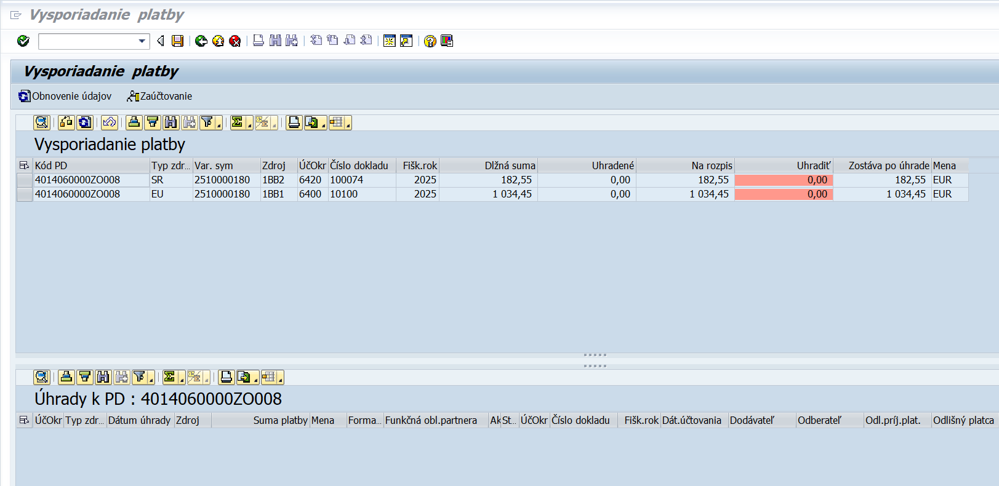 Vysporiadanie platby
Vysporiadanie platby
Obnovenie údajov Zaúčtovanie
Vysporiadanie platby
Kód PD Typ zdr... Var. sym Zdroj ÚčOkr Číslo dokladu Fišk.rok Dlžná suma Uhradené Na rozpis Uhradiť Zostáva po úhrade Mena
4014060000ZO008 SR 2510000180 1BB2 6420 100074 2025 182,55 0,00 182,55 0,00 182,55 EUR
4014060000ZO008 EU 2510000180 1BB1 6400 10100 2025 1 034,45 0,00 1 034,45 0,00 1 034,45 EUR
Úhrady k PD : 4014060000ZO008
ÚčOkr Typ zdr... Dátum úhrady Zdroj Suma platby Mena Forma... Funkčná obl.partnera Ak St... ÚčOkr Číslo dokladu Fišk.rok Dát.účtovania Dodávateľ Odberateľ Odl.príj.plat. Odlišný platca